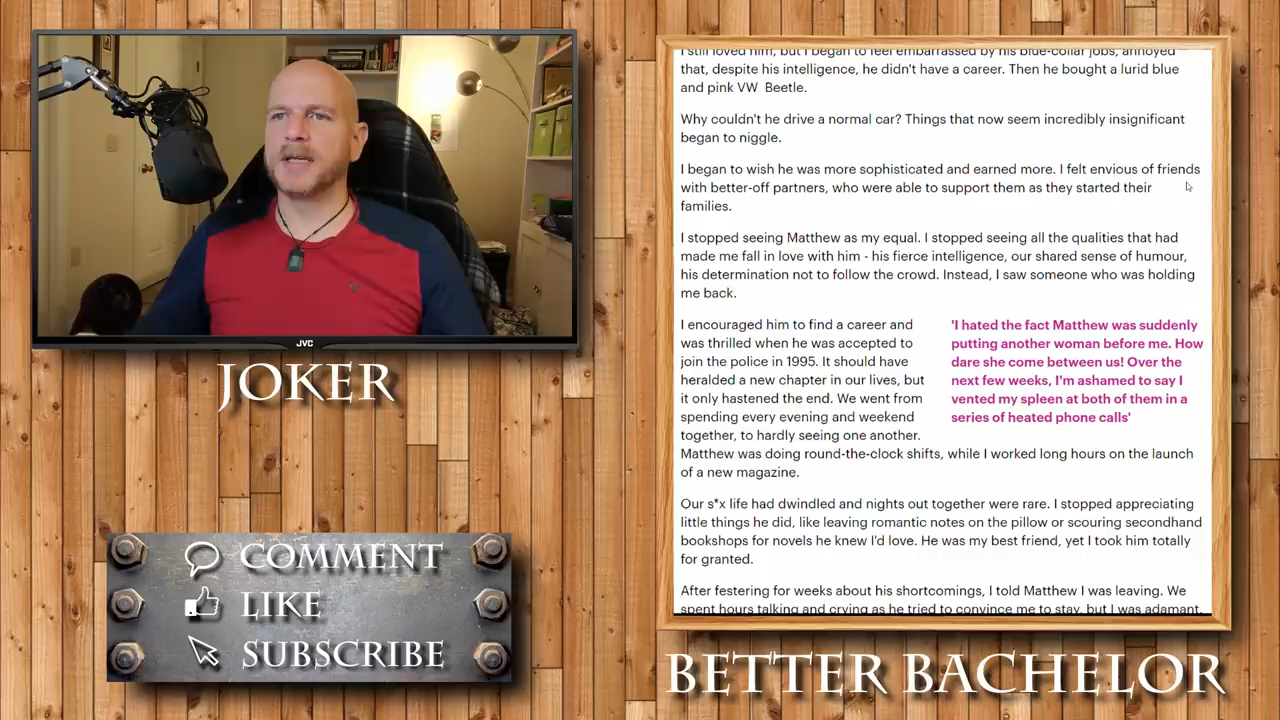 JVC
JOKER
COMMENT
LIKE
SUBSCRIBE
I still loved him, but I began to feel embarrassed by his blue-collar jobs, annoyed
that, despite his intelligence, he didn't have a career. Then he bought a lurid blue
and pink VW Beetle.
Why couldn't he drive a normal car? Things that now seem incredibly insignificant
began to niggle.
I began to wish he was more sophisticated and earned more. I felt envious of friends
with better-off partners, who were able to support them as they started their
families.
I stopped seeing Matthew as my equal. I stopped seeing all the qualities that had
made me fall in love with him - his fierce intelligence, our shared sense of humour,
his determination not to follow the crowd. Instead, I saw someone who was holding
me back.
I encouraged him to find a career and
was thrilled when he was accepted to
join the police in 1995. It should have
heralded a new chapter in our lives, but
it only hastened the end. We went from
spending every evening and weekend
together, to hardly seeing one another.
Matthew was doing round-the-clock shifts, while I worked long hours on the launch
of a new magazine.
'I hated the fact Matthew was suddenly
putting another woman before me. How
dare she come between us! Over the
next few weeks, I'm ashamed to say I
vented my spleen at both of them in a
series of heated phone calls'
Our s*x life had dwindled and nights out together were rare. I stopped appreciating
little things he did, like leaving romantic notes on the pillow or scouring secondhand
bookshops for novels he knew I'd love. He was my best friend, yet I took him totally
for granted.
After festering for weeks about his shortcomings, I told Matthew I was leaving. We
spent hours talking and crying as he tried to convince me to stay, but I was adamant.
BETTER BACHELOR